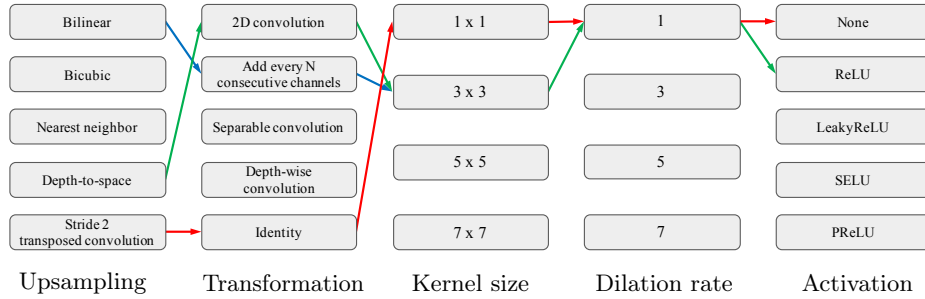 Bilinear
2D convolution
1 x 1
1
None
Bicubic
Add every N
consecutive channels
3 x 3
3
ReLU
Nearest neighbor
Separable convolution
5 x 5
5
LeakyReLU
Depth-to-space
Depth-wise
convolution
SELU
Stride 2
transposed convolution
Identity
7 x 7
7
PReLU
Upsampling
Transformation
Kernel size
Dilation rate
Activation